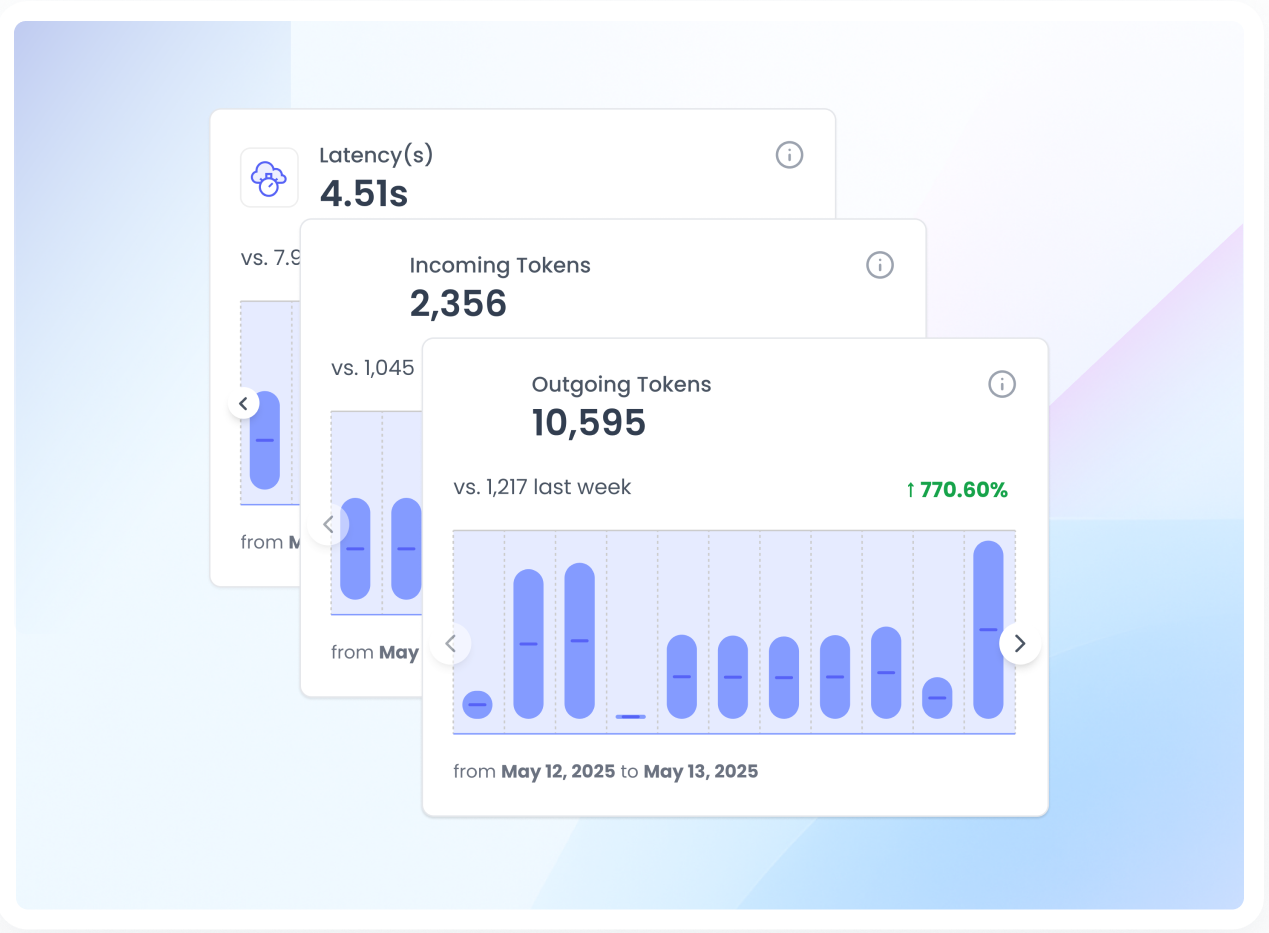 Latency(s)
4.51s
vs. 7.9
from
Incoming Tokens
2,356
vs. 1,045
from May
Outgoing Tokens
10,595
vs. 1,217 last week
↑ 770.60%
from May 12, 2025 to May 13, 2025